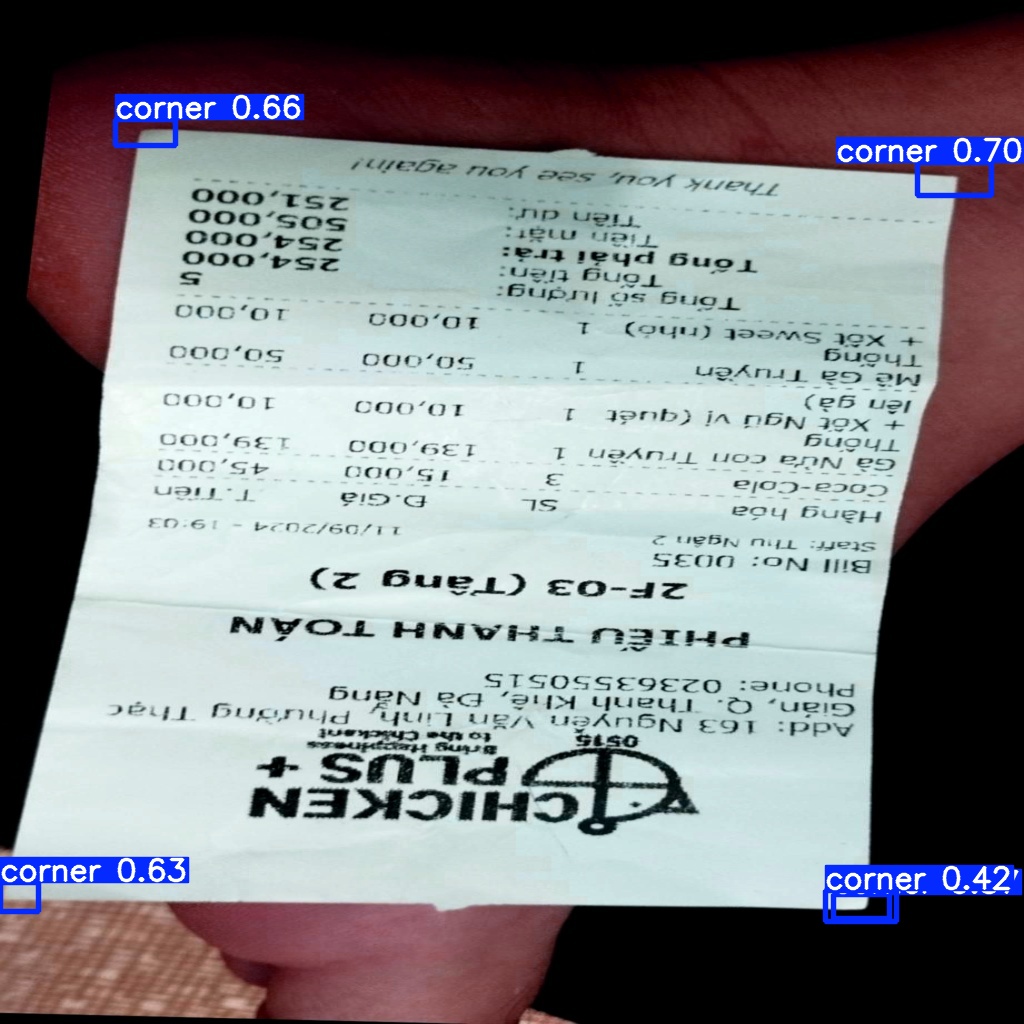 corner 0.66
corner 0.70
CHICKEN
PLUS +
Bring Happiness
to the Chickent
0515
Add: 163 Nguyễn Văn Linh, Phường Thạc
Gián, Q. Thanh Khê, Đà Nẵng
Phone: 02363550515
PHIẾU THANH TOÁN
2F-03 (Tầng 2)
Bill No: 0035
Staff: Thu Ngân 2 11/09/2024 - 19:03
Hàng hóa SL Đ.Giá T.Tiền
Coca-Cola 3 15,000 45,000
Gà Nửa con Truyền 1 139,000 139,000
Thống
+ Xốt Ngũ vị (quét 1 10,000 10,000
lên gà)
Mề Gà Truyền 1 50,000 50,000
Thống
+ Xốt Sweet (nhỏ) 1 10,000 10,000
Tổng số lượng: 5
Tổng tiền: 254,000
Tổng phải trả: 254,000
Tiền mặt: 505,000
Tiền dư: 251,000
Thank you, see you again!
corner 0.63
corner 0.42